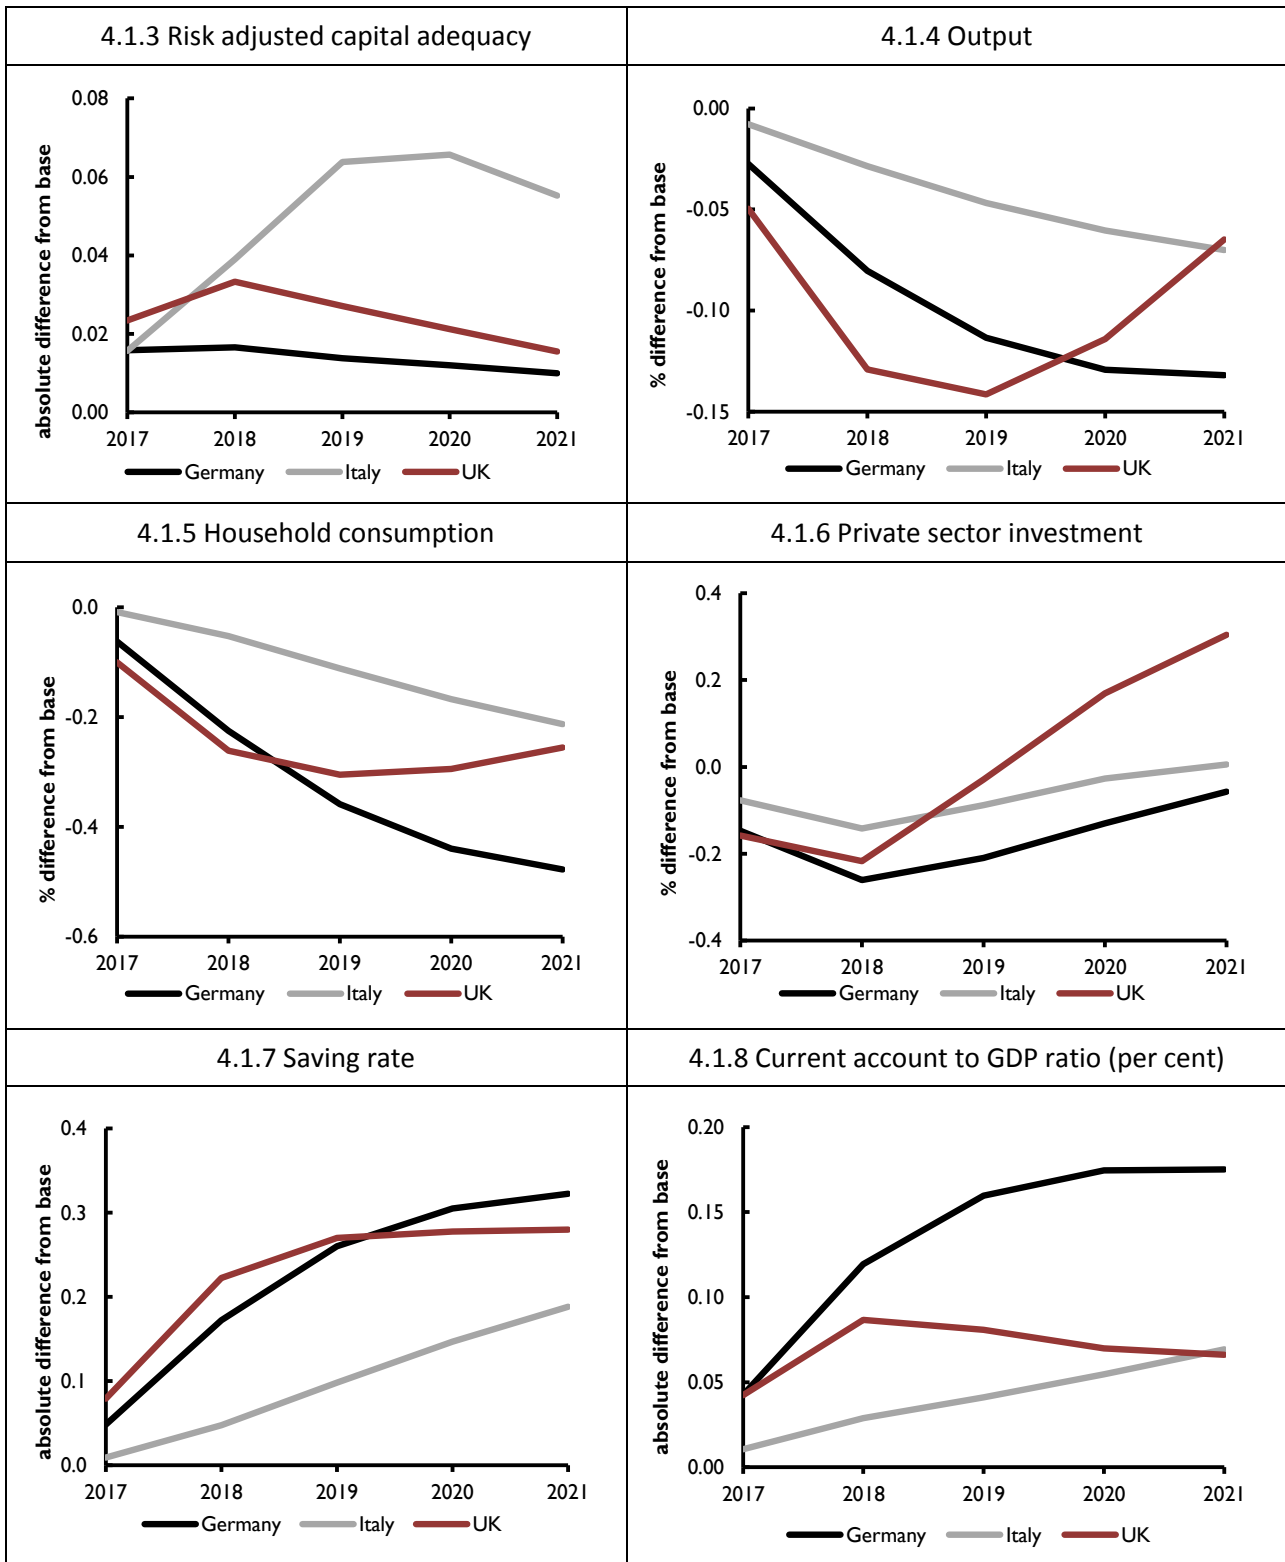 4.1.3 Risk adjusted capital adequacy
absolute difference from base
0.08
0.06
0.04
0.02
0.00
2017 2018 2019 2020 2021
Germany Italy UK
4.1.4 Output
% difference from base
0.00
-0.05
-0.10
-0.15
2017 2018 2019 2020 2021
Germany Italy UK
4.1.5 Household consumption
% difference from base
0.0
-0.2
-0.4
-0.6
2017 2018 2019 2020 2021
Germany Italy UK
4.1.6 Private sector investment
% difference from base
0.4
0.2
0.0
-0.2
-0.4
2017 2018 2019 2020 2021
Germany Italy UK
4.1.7 Saving rate
absolute difference from base
0.4
0.3
0.2
0.1
0.0
2017 2018 2019 2020 2021
Germany Italy UK
4.1.8 Current account to GDP ratio (per cent)
absolute difference from base
0.20
0.15
0.10
0.05
0.00
2017 2018 2019 2020 2021
Germany Italy UK